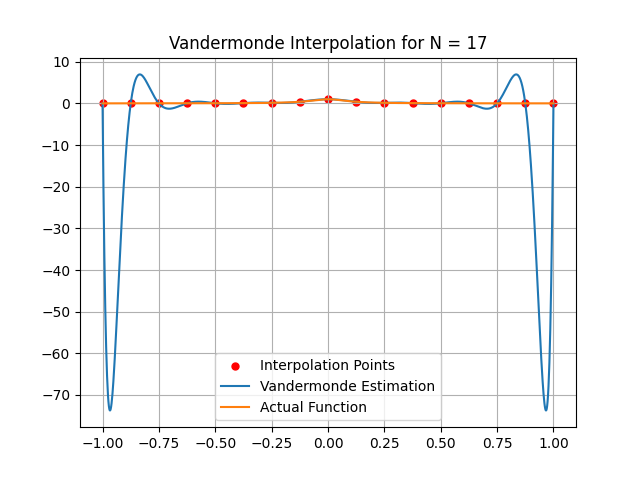 Vandermonde Interpolation for N = 17
10
0
−10
−20
−30
−40
−50
−60
−70
Interpolation Points
Vandermonde Estimation
Actual Function
−1.00 −0.75 −0.50 −0.25 0.00 0.25 0.50 0.75 1.00